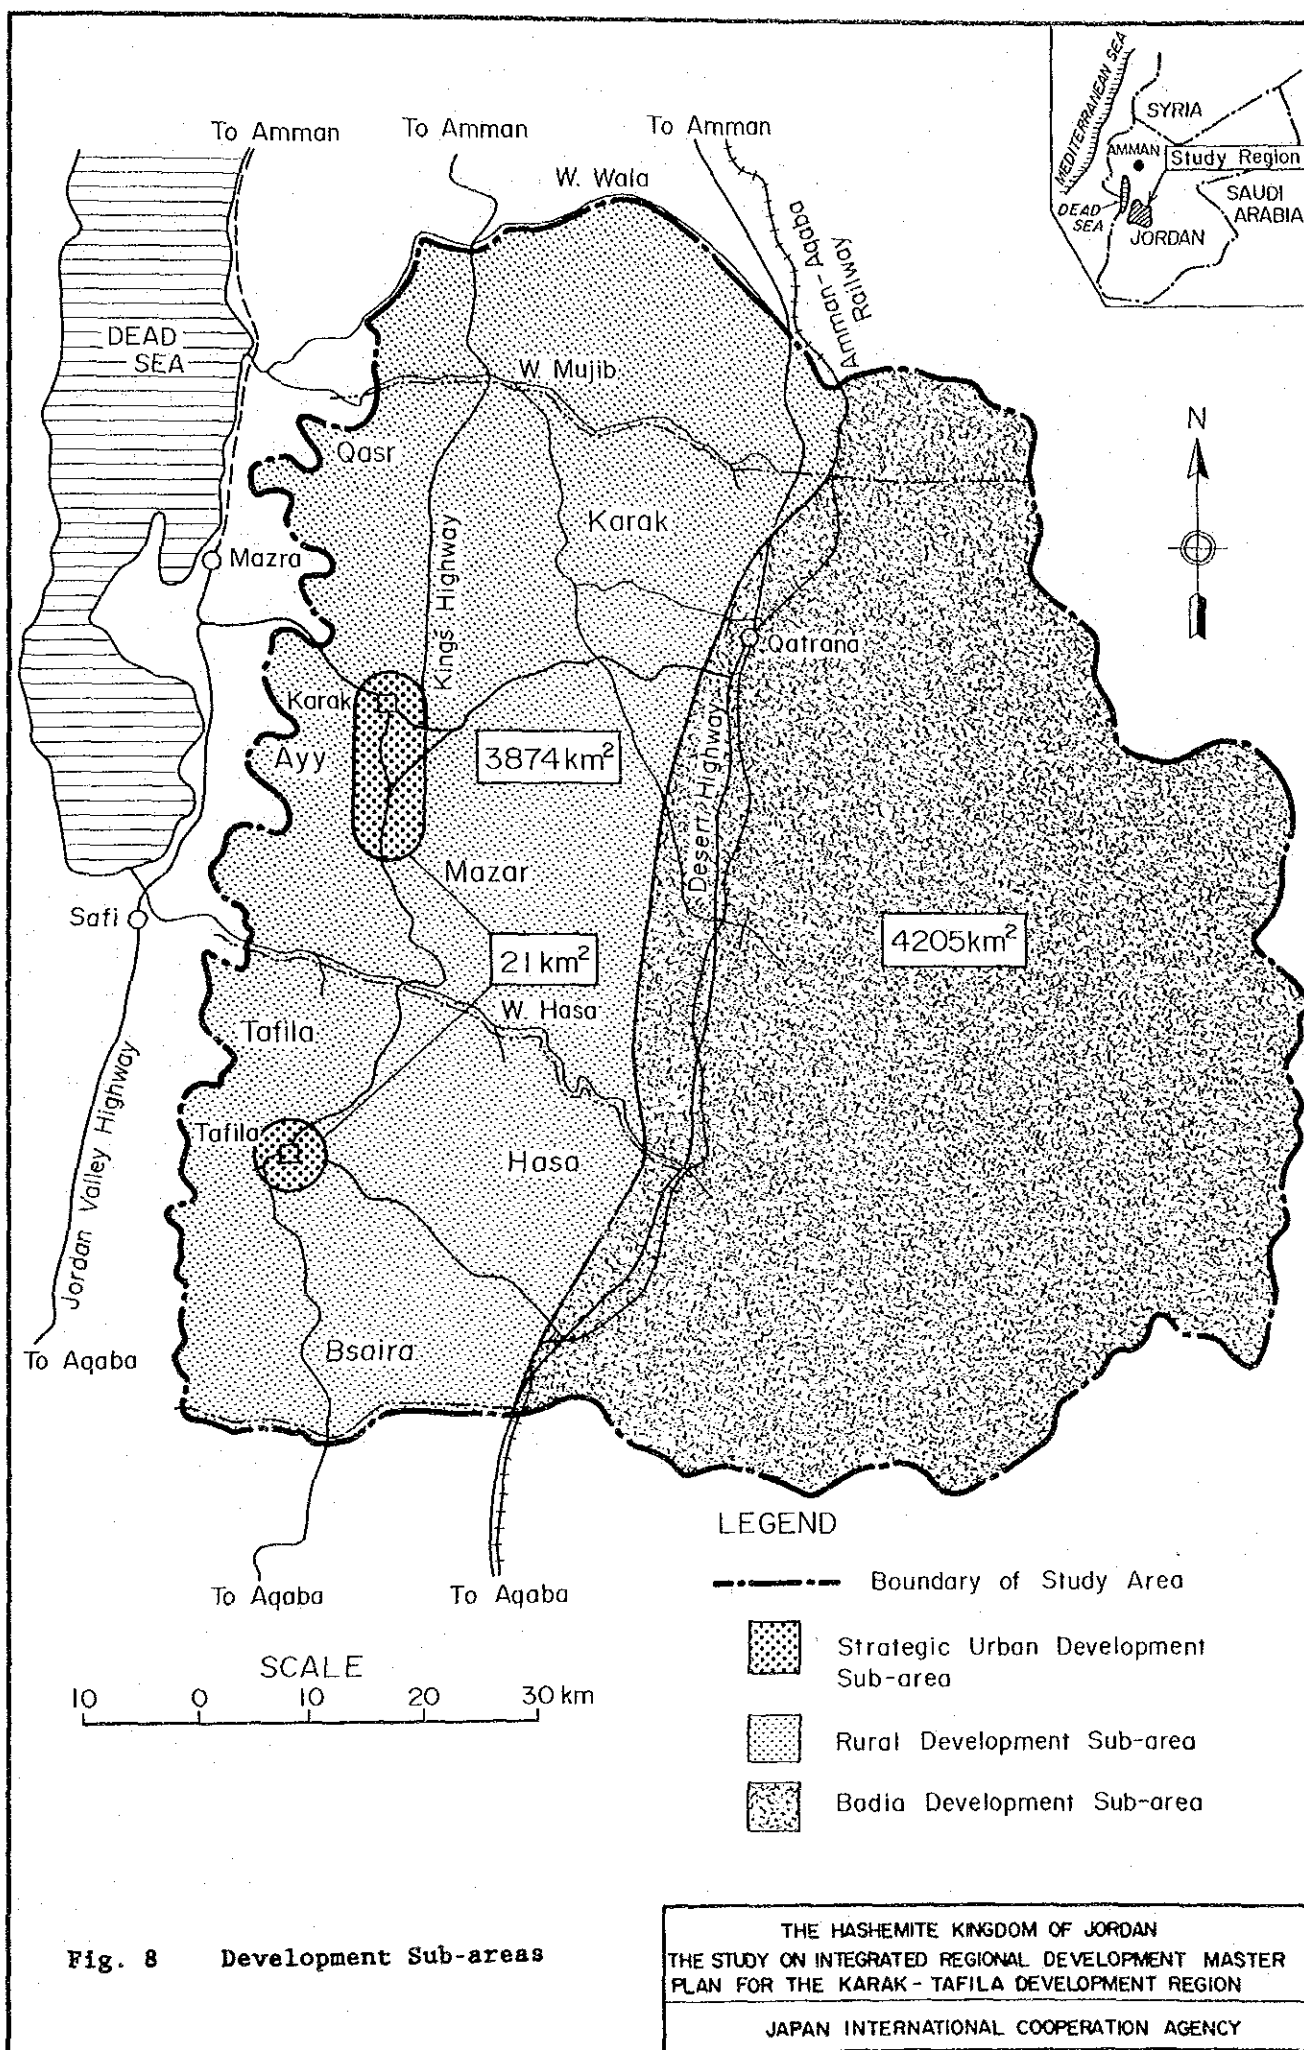 MEDITERRANEAN SEA
SYRIA
AMMAN
Study Region
DEAD
SEA
SAUDI
ARABIA
JORDAN
To Amman
To Amman
To Amman
W. Wala
Amman-Aqaba
Railway
DEAD
SEA
W. Mujib
N
Qasr
Karak
Mazra
Kings' Highway
Qatrana
Karak
Ayy
3874km²
Desert Highway
Mazar
Safi
4205km²
21km²
W. Hasa
Tafila
Jordan Valley Highway
Tafila
Hasa
Bsaira
To Aqaba
To Aqaba
To Aqaba
LEGEND
Boundary of Study Area
Strategic Urban Development
Sub-area
Rural Development Sub-area
Badia Development Sub-area
SCALE
10 0 10 20 30 km
Fig. 8 Development Sub-areas
THE HASHEMITE KINGDOM OF JORDAN
THE STUDY ON INTEGRATED REGIONAL DEVELOPMENT MASTER
PLAN FOR THE KARAK - TAFILA DEVELOPMENT REGION
JAPAN INTERNATIONAL COOPERATION AGENCY